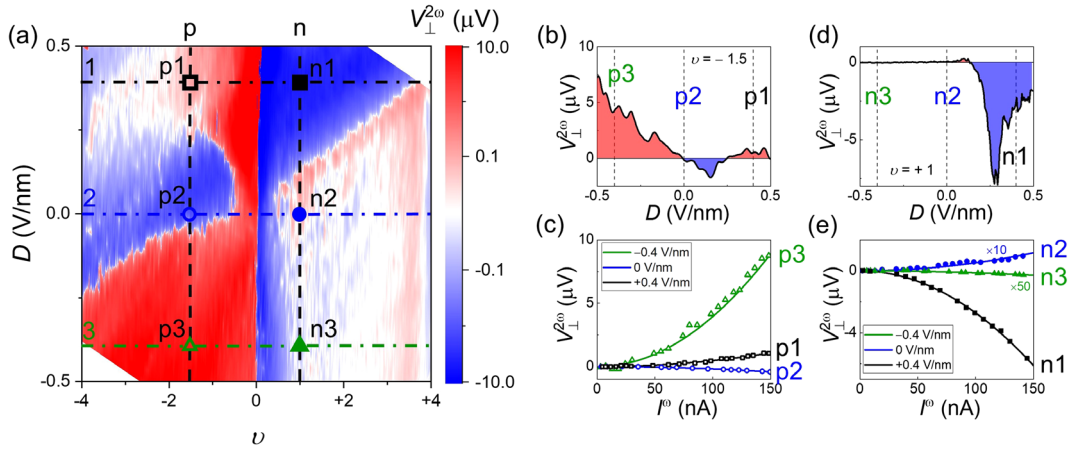 (a)
p
n
V⊥2ω (μV)
0.5
0.0
-0.5
D (V/nm)
1
2
3
p1
n1
p2
n2
p3
n3
-4
-2
0
+2
+4
υ
10.0
0.1
-0.1
-10.0
(b)
10
5
0
V⊥2ω (μV)
p3
p2
p1
υ = – 1.5
-0.5
0.0
0.5
D (V/nm)
(d)
0
-5
V⊥2ω (μV)
n3
n2
n1
υ = + 1
-0.5
0.0
0.5
D (V/nm)
(c)
10
5
0
V⊥2ω (μV)
−0.4 V/nm
0 V/nm
+0.4 V/nm
p3
p1
p2
0
50
100
150
Iω (nA)
(e)
0
-4
V⊥2ω (μV)
×10
n2
n3
×50
−0.4 V/nm
0 V/nm
+0.4 V/nm
n1
0
50
100
150
Iω (nA)